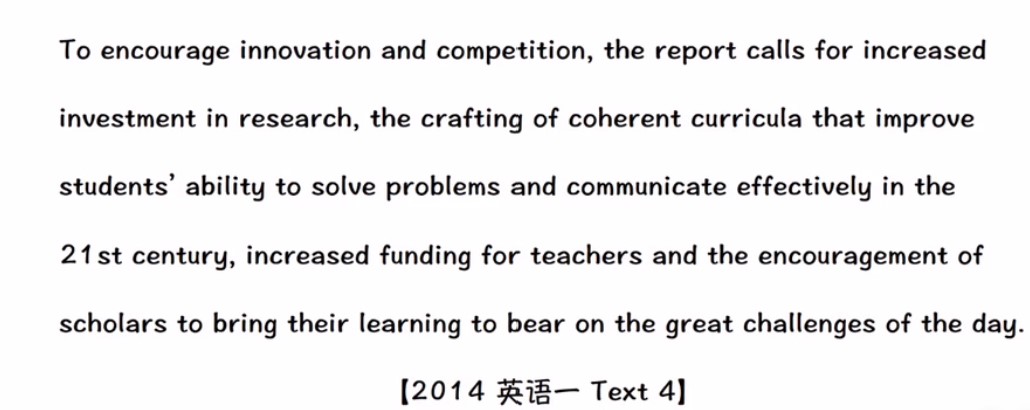 To encourage innovation and competition, the report calls for increased
investment in research, the crafting of coherent curricula that improve
students’ ability to solve problems and communicate effectively in the
21st century, increased funding for teachers and the encouragement of
scholars to bring their learning to bear on the great challenges of the day.
【2014 英语一 Text 4】